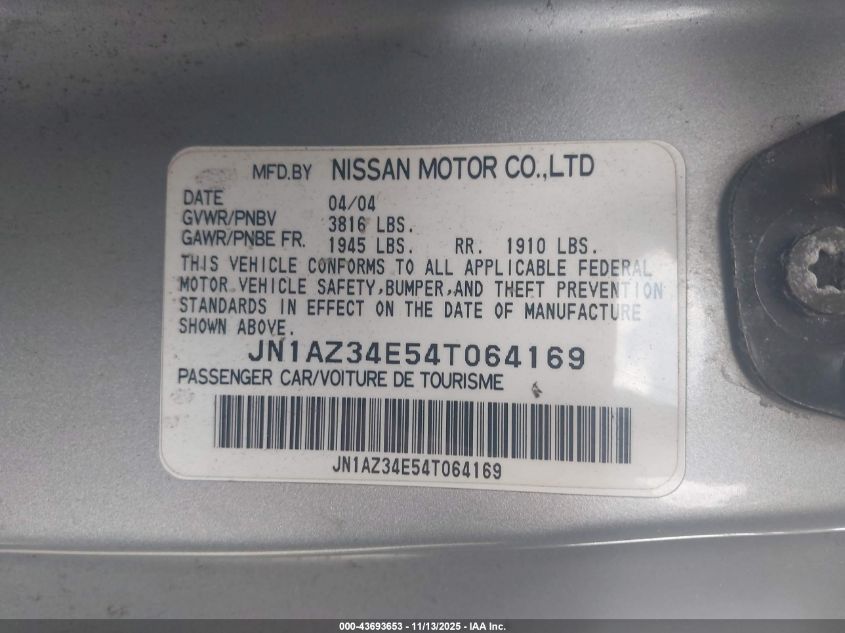 MFD.BY NISSAN MOTOR CO.,LTD
DATE 04/04
GVWR/PNBV 3816 LBS.
GAWR/PNBE FR. 1945 LBS. RR. 1910 LBS.
THIS VEHICLE CONFORMS TO ALL APPLICABLE FEDERAL
MOTOR VEHICLE SAFETY,BUMPER,AND THEFT PREVENTION
STANDARDS IN EFFECT ON THE DATE OF MANUFACTURE
SHOWN ABOVE.
JN1AZ34E54T064169
PASSENGER CAR/VOITURE DE TOURISME
JN1AZ34E54T064169
000-43693653 - 11/13/2025 - IAA Inc.